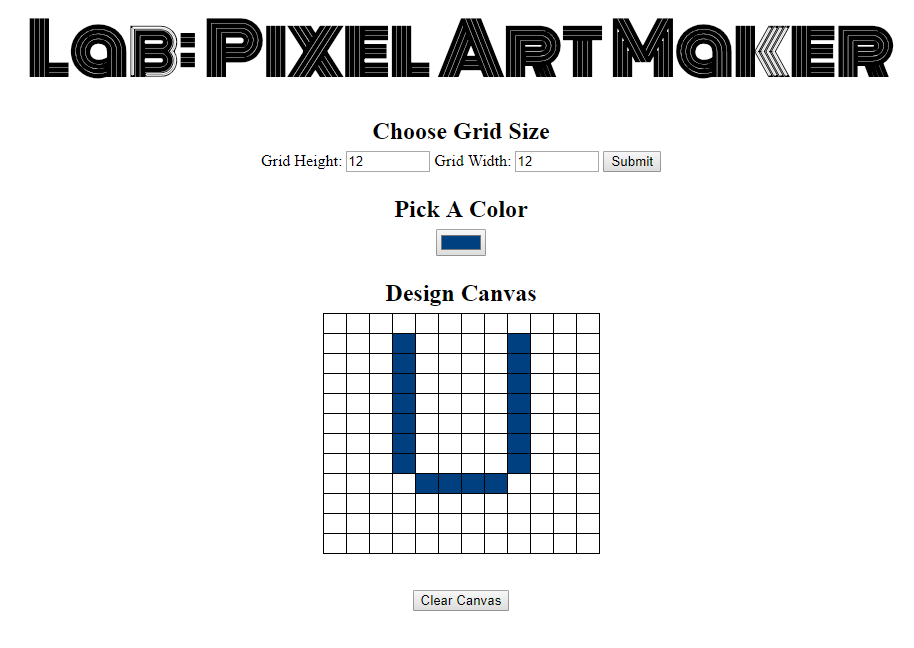 Lab: Pixel Art Maker
Choose Grid Size
Grid Height: 12 Grid Width: 12 Submit
Pick A Color
Design Canvas
Clear Canvas